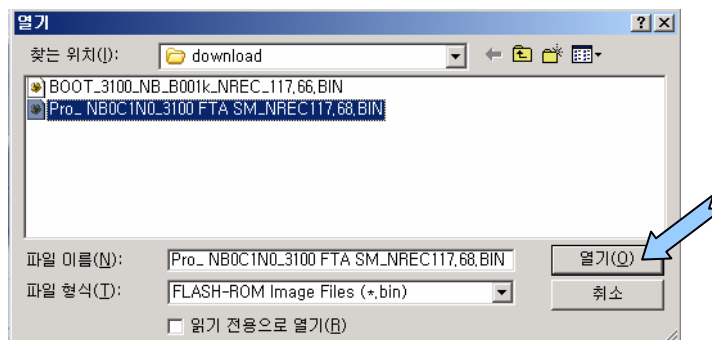 열기
찾는 위치(I): download
BOOT_3100_NB_B001k_NREC_117,66,BIN
Pro_ NB0C1N0_3100 FTA SM_NREC117,68,BIN
파일 이름(N): Pro_ NB0C1N0_3100 FTA SM_NREC117,68,BIN 열기(O)
파일 형식(T): FLASH-ROM Image Files (*,bin) 취소
읽기 전용으로 열기(R)